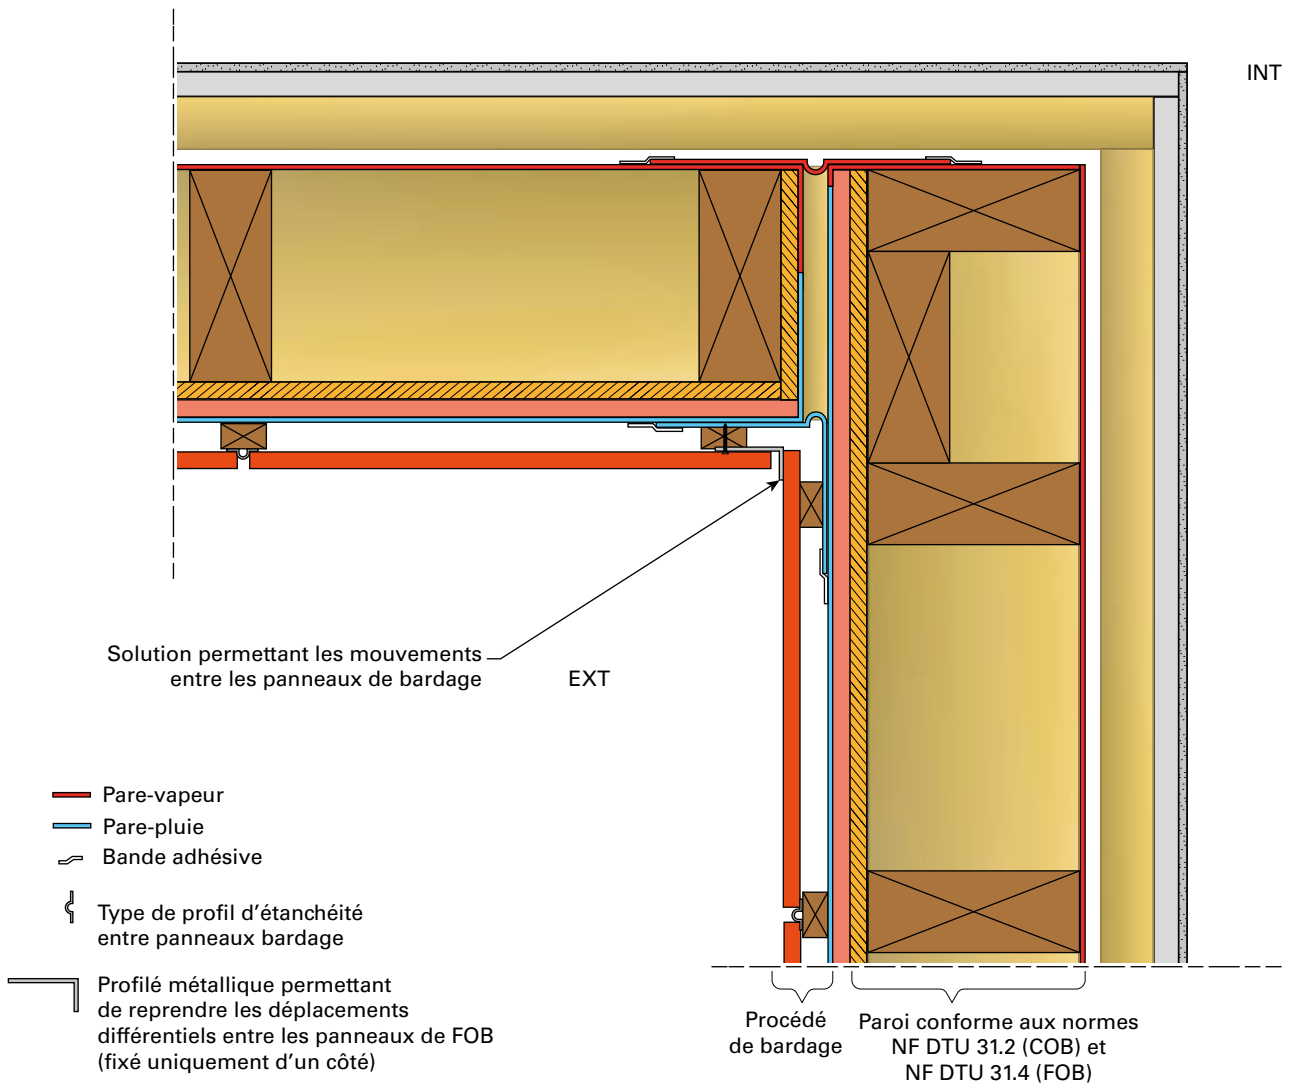 INT
Solution permettant les mouvements
entre les panneaux de bardage
EXT
Pare-vapeur
Pare-pluie
Bande adhésive
Type de profil d’étanchéité
entre panneaux bardage
Profilé métallique permettant
de reprendre les déplacements
différentiels entre les panneaux de FOB
(fixé uniquement d’un côté)
Procédé
de bardage
Paroi conforme aux normes
NF DTU 31.2 (COB) et
NF DTU 31.4 (FOB)